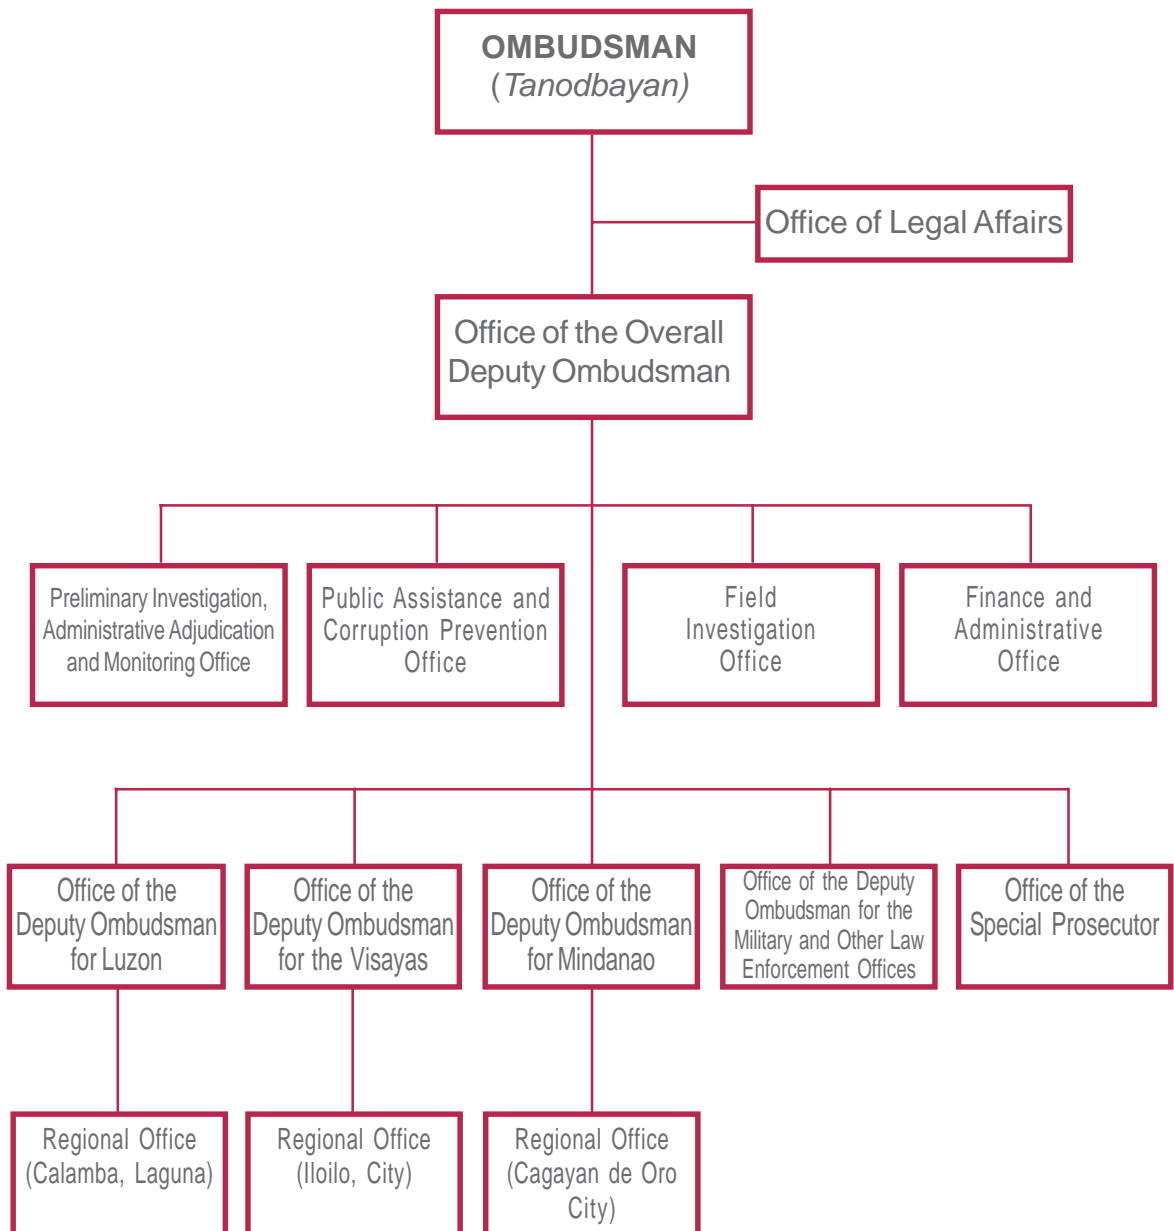 OMBUDSMAN
(Tanodbayan)
Office of Legal Affairs
Office of the Overall
Deputy Ombudsman
Preliminary Investigation,
Administrative Adjudication
and Monitoring Office
Public Assistance and
Corruption Prevention
Office
Field
Investigation
Office
Finance and
Administrative
Office
Office of the
Deputy Ombudsman
for Luzon
Office of the
Deputy Ombudsman
for the Visayas
Office of the
Deputy Ombudsman
for Mindanao
Office of the Deputy
Ombudsman for the
Military and Other Law
Enforcement Offices
Office of the
Special Prosecutor
Regional Office
(Calamba, Laguna)
Regional Office
(Iloilo, City)
Regional Office
(Cagayan de Oro
City)